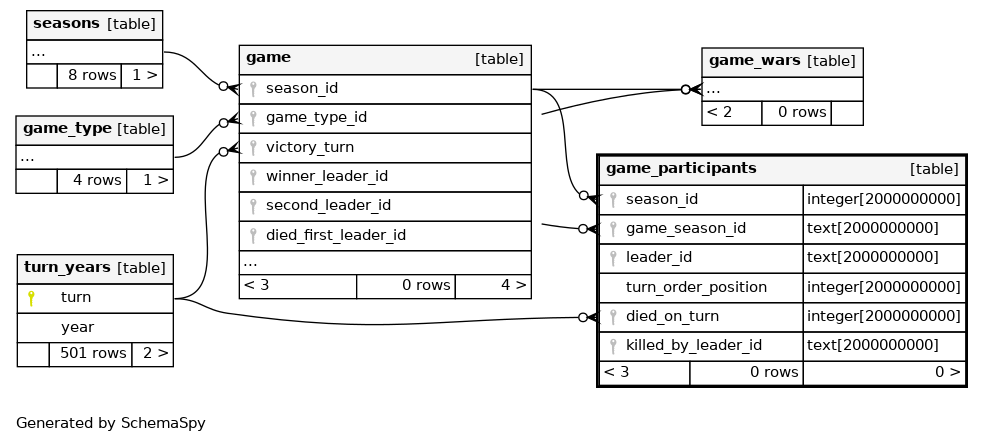 seasons [table]
...
8 rows 1 >
game_type [table]
...
4 rows 1 >
turn_years [table]
turn
year
501 rows 2 >
game [table]
season_id
game_type_id
victory_turn
winner_leader_id
second_leader_id
died_first_leader_id
...
< 3 0 rows 4 >
game_wars [table]
...
< 2 0 rows
game_participants [table]
season_id integer[2000000000]
game_season_id text[2000000000]
leader_id text[2000000000]
turn_order_position integer[2000000000]
died_on_turn integer[2000000000]
killed_by_leader_id text[2000000000]
< 3 0 rows 0 >
Generated by SchemaSpy